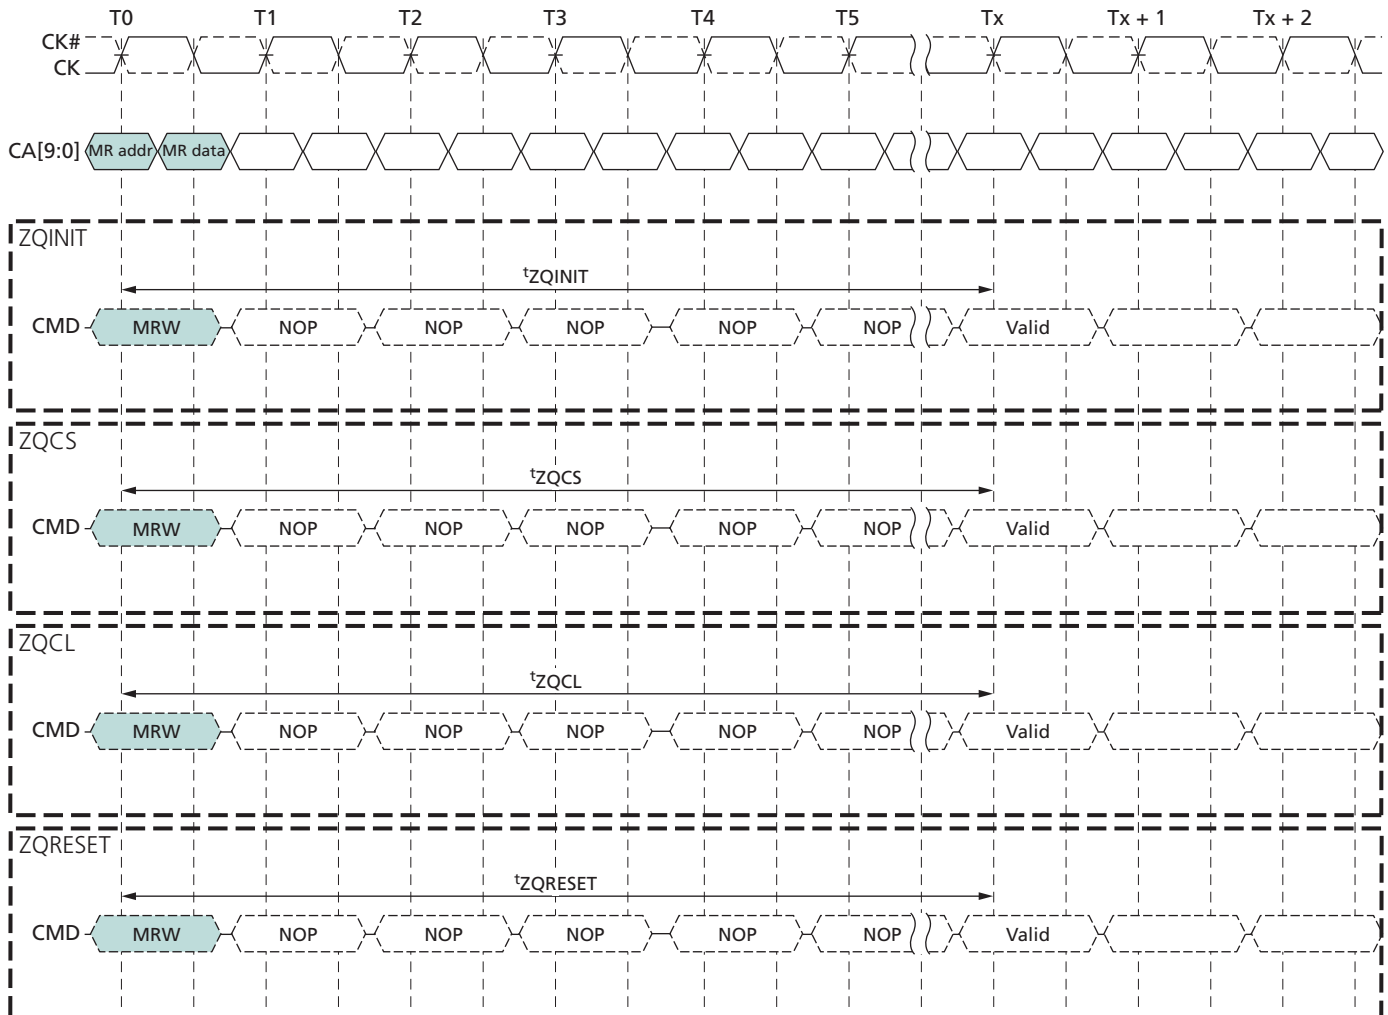 T0 T1 T2 T3 T4 T5 Tx Tx + 1 Tx + 2
CK#
CK
CA[9:0] MR addr MR data
ZQINIT
tZQINIT
CMD MRW NOP NOP NOP NOP NOP Valid
ZQCS
tZQCS
CMD MRW NOP NOP NOP NOP NOP Valid
ZQCL
tZQCL
CMD MRW NOP NOP NOP NOP NOP Valid
ZQRESET
tZQRESET
CMD MRW NOP NOP NOP NOP NOP Valid